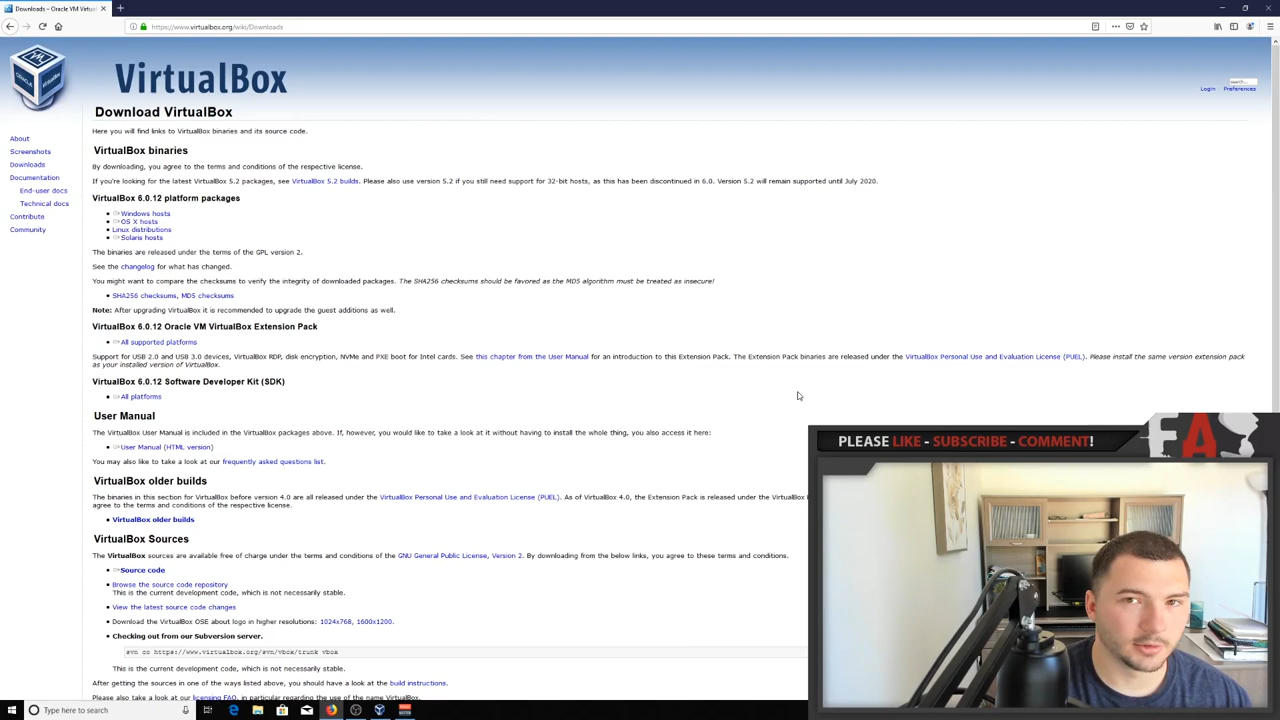 Downloads – Oracle VM Virtual
https://www.virtualbox.org/wiki/Downloads
VirtualBox
search...
Login Preferences
Download VirtualBox
Here you will find links to VirtualBox binaries and its source code.
About
Screenshots
Downloads
Documentation
End-user docs
Technical docs
Contribute
Community
VirtualBox binaries
By downloading, you agree to the terms and conditions of the respective license.
If you're looking for the latest VirtualBox 5.2 packages, see VirtualBox 5.2 builds. Please also use version 5.2 if you still need support for 32-bit hosts, as this has been discontinued in 6.0. Version 5.2 will remain supported until July 2020.
VirtualBox 6.0.12 platform packages
Windows hosts
OS X hosts
Linux distributions
Solaris hosts
The binaries are released under the terms of the GPL version 2.
See the changelog for what has changed.
You might want to compare the checksums to verify the integrity of downloaded packages. The SHA256 checksums should be favored as the MD5 algorithm must be treated as insecure!
SHA256 checksums, MD5 checksums
Note: After upgrading VirtualBox it is recommended to upgrade the guest additions as well.
VirtualBox 6.0.12 Oracle VM VirtualBox Extension Pack
All supported platforms
Support for USB 2.0 and USB 3.0 devices, VirtualBox RDP, disk encryption, NVMe and PXE boot for Intel cards. See this chapter from the User Manual for an introduction to this Extension Pack. The Extension Pack binaries are released under the VirtualBox Personal Use and Evaluation License (PUEL). Please install the same version extension
pack as your installed version of VirtualBox.
VirtualBox 6.0.12 Software Developer Kit (SDK)
All platforms
User Manual
The VirtualBox User Manual is included in the VirtualBox packages above. If, however, you would like to take a look at it without having to install the whole thing, you also access it here:
User Manual (HTML version)
You may also like to take a look at our frequently asked questions list.
VirtualBox older builds
The binaries in this section for VirtualBox before version 4.0 are all released under the VirtualBox Personal Use and Evaluation License (PUEL). As of VirtualBox 4.0, the Extension Pack is released under the VirtualBox
agree to the terms and conditions of the respective license.
VirtualBox older builds
VirtualBox Sources
The VirtualBox sources are available free of charge under the terms and conditions of the GNU General Public License, Version 2. By downloading from the below links, you agree to these terms and conditions.
Source code
Browse the source code repository
This is the current development code, which is not necessarily stable.
View the latest source code changes
Download the VirtualBox OSE about logo in higher resolutions: 1024x768, 1600x1200.
Checking out from our Subversion server.
svn co https://www.virtualbox.org/svn/vbox/trunk vbox
This is the current development code, which is not necessarily stable.
After getting the sources in one of the ways listed above, you should have a look at the build instructions.
Please also take a look at our licensing FAQ, in particular regarding the use of the name VirtualBox.
PLEASE LIKE - SUBSCRIBE - COMMENT!
FAS
Type here to search